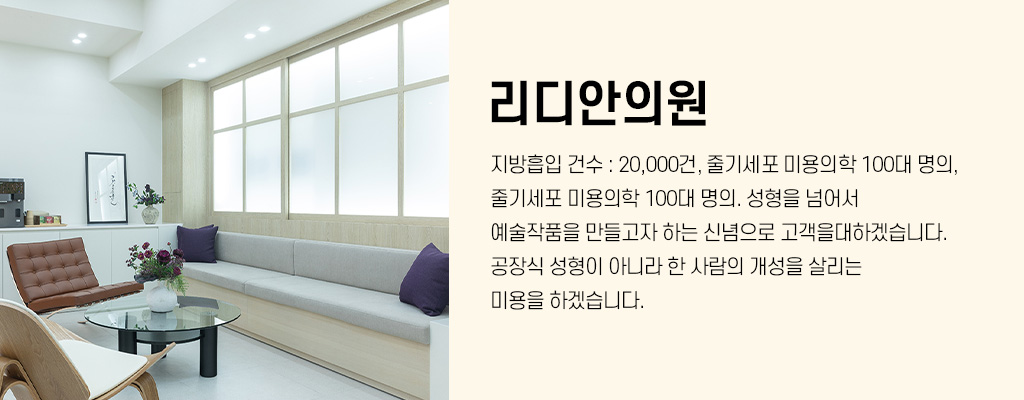 리디안의원
지방흡입 건수 : 20,000건, 줄기세포 미용의학 100대 명의,
줄기세포 미용의학 100대 명의. 성형을 넘어서
예술작품을 만들고자 하는 신념으로 고객을대하겠습니다.
공장식 성형이 아니라 한 사람의 개성을 살리는
미용을 하겠습니다.